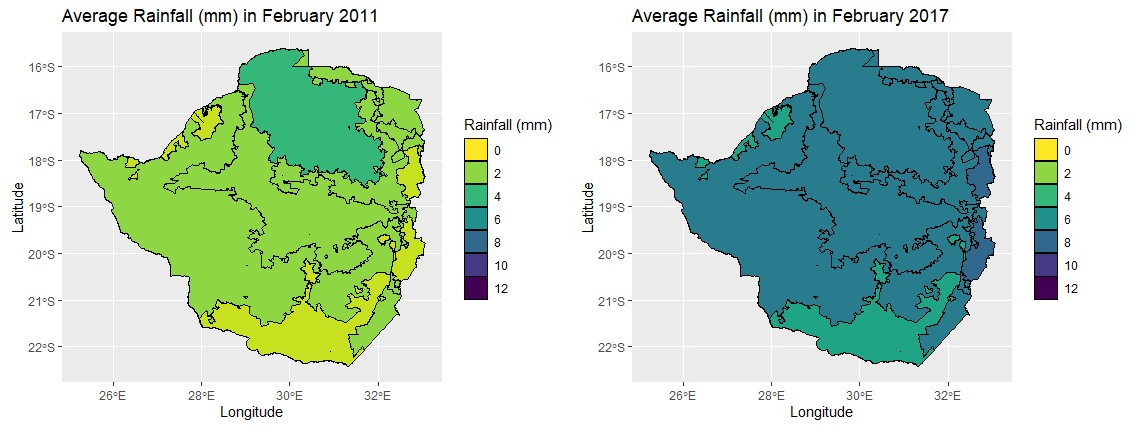 Average Rainfall (mm) in February 2011
16°S
17°S
18°S
19°S
20°S
21°S
22°S
Latitude
26°E
28°E
30°E
32°E
Longitude
Rainfall (mm)
0
2
4
6
8
10
12
Average Rainfall (mm) in February 2017
16°S
17°S
18°S
19°S
20°S
21°S
22°S
Latitude
26°E
28°E
30°E
32°E
Longitude
Rainfall (mm)
0
2
4
6
8
10
12